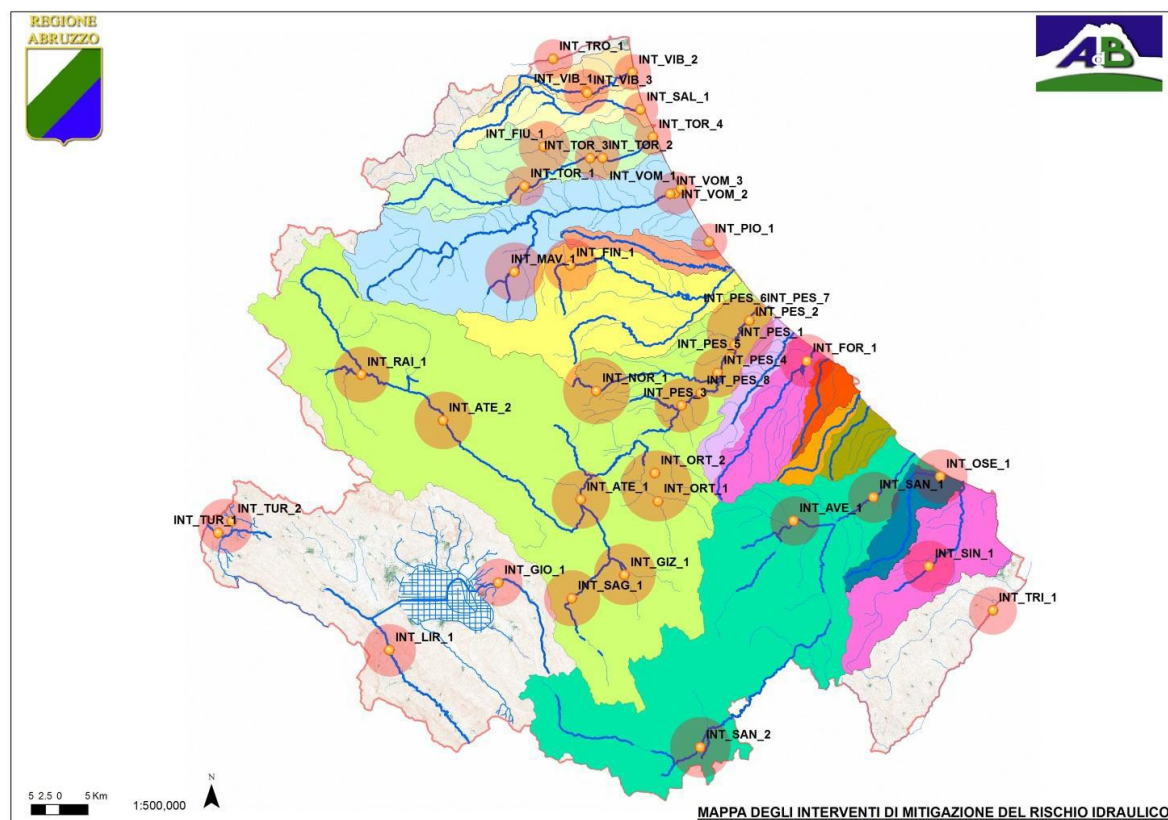 REGIONE
ABRUZZO
AdB
INT_TRO_1
INT_VIB_2
INT_VIB_1
INT_VIB_3
INT_SAL_1
INT_TOR_4
INT_FIU_1
INT_TOR_3
INT_TOR_2
INT_TOR_1
INT_VOM_1
INT_VOM_3
INT_VOM_2
INT_PIO_1
INT_MAV_1
INT_FIN_1
INT_PES_6
INT_PES_7
INT_PES_2
INT_PES_1
INT_PES_5
INT_FOR_1
INT_PES_4
INT_RAI_1
INT_NOR_1
INT_PES_8
INT_PES_3
INT_ATE_2
INT_ORT_2
INT_OSE_1
INT_ATE_1
INT_ORT_1
INT_SAN_1
INT_TUR_2
INT_TUR_1
INT_AVE_1
INT_GIZ_1
INT_SIN_1
INT_GIO_1
INT_SAG_1
INT_TRI_1
INT_LIR_1
INT_SAN_2
N
5 2.5 0 5 Km
1:500,000
MAPPA DEGLI INTERVENTI DI MITIGAZIONE DEL RISCHIO IDRAULICO